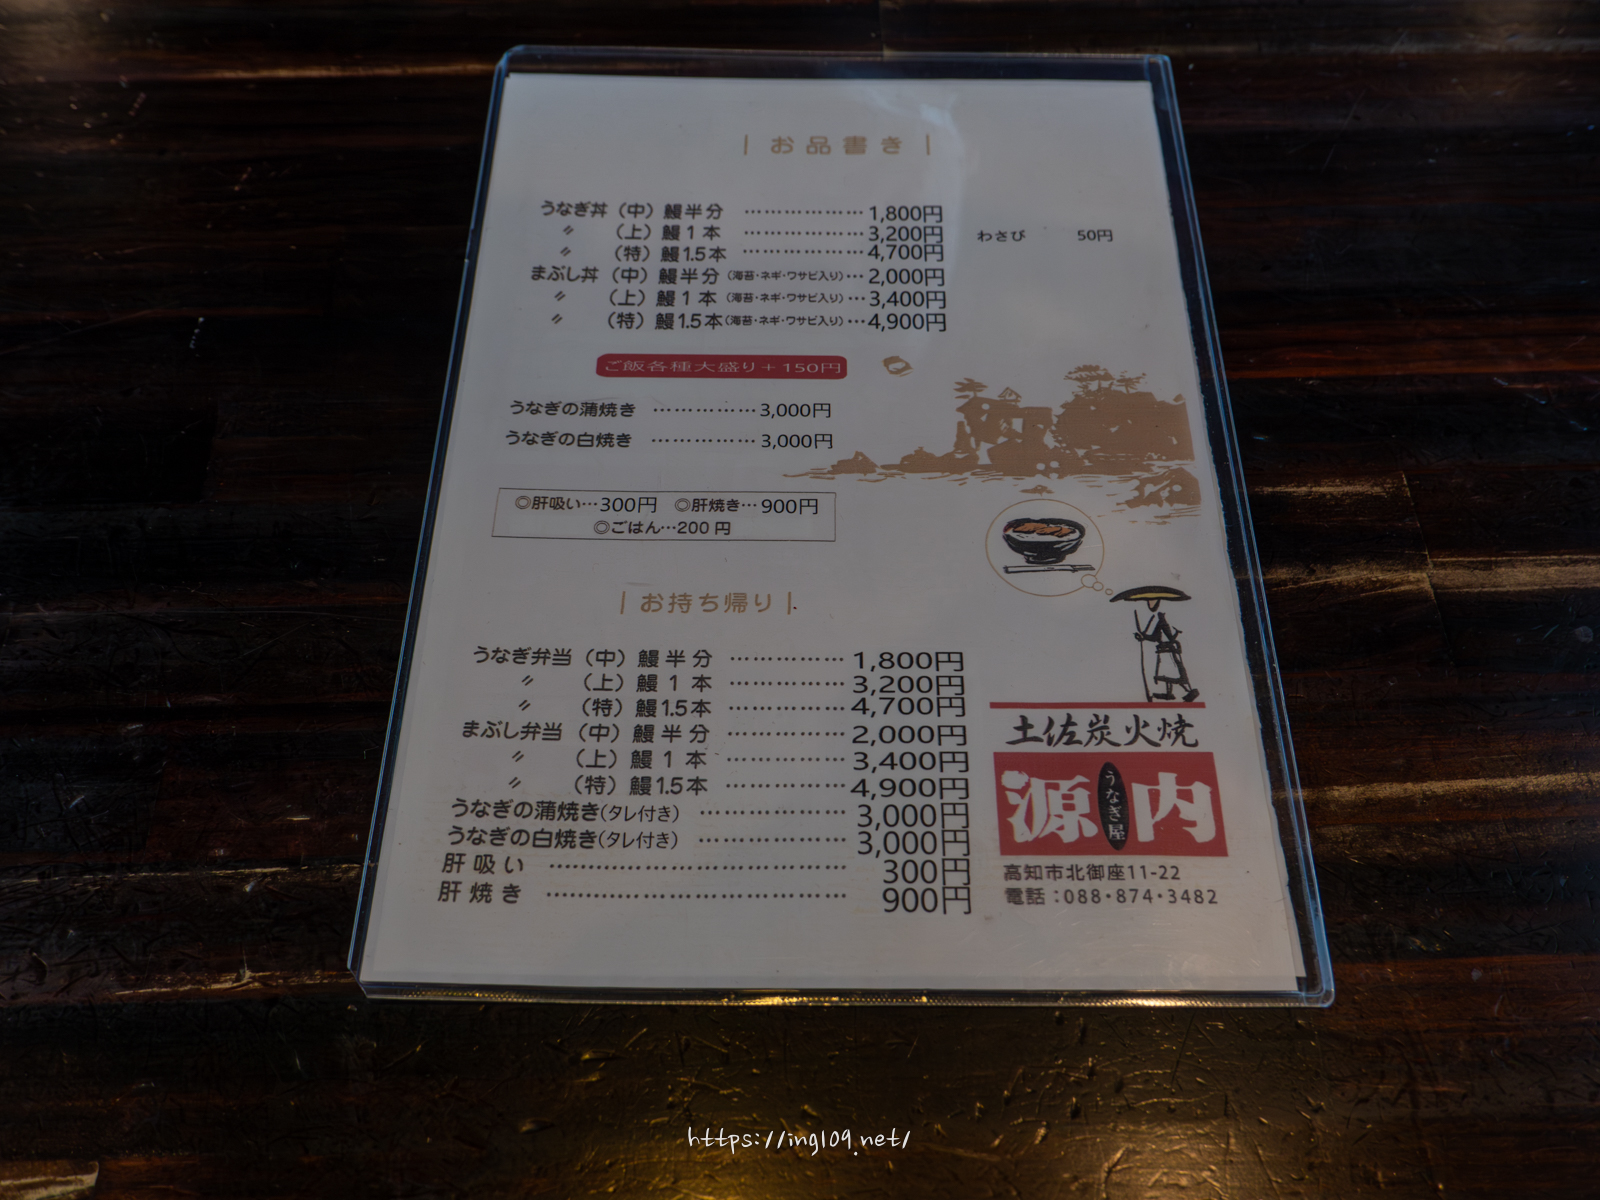 | お品書き |
うなぎ丼（中）鰻半分 ……………… 1,800円
〃 （上）鰻1本 ……………… 3,200円 わさび 50円
〃 （特）鰻1.5本 ……………… 4,700円
まぶし丼（中）鰻半分（海苔・ネギ・ワサビ入り）… 2,000円
〃 （上）鰻1本（海苔・ネギ・ワサビ入り）… 3,400円
〃 （特）鰻1.5本（海苔・ネギ・ワサビ入り）… 4,900円
ご飯各種大盛り＋150円
うなぎの蒲焼き …………… 3,000円
うなぎの白焼き …………… 3,000円
◎肝吸い…300円 ◎肝焼き…900円
◎ごはん…200円
| お持ち帰り |
うなぎ弁当（中）鰻半分 …………… 1,800円
〃 （上）鰻1本 …………… 3,200円
〃 （特）鰻1.5本 …………… 4,700円
まぶし弁当（中）鰻半分 …………… 2,000円
〃 （上）鰻1本 …………… 3,400円
〃 （特）鰻1.5本 …………… 4,900円
うなぎの蒲焼き(タレ付き) ………………… 3,000円
うなぎの白焼き(タレ付き) ………………… 3,000円
肝吸い ……………………………… 300円
肝焼き ……………………………… 900円
土佐炭火焼
源内
うなぎ屋
高知市北御座11-22
電話：088・874・3482
https://ing109.net/